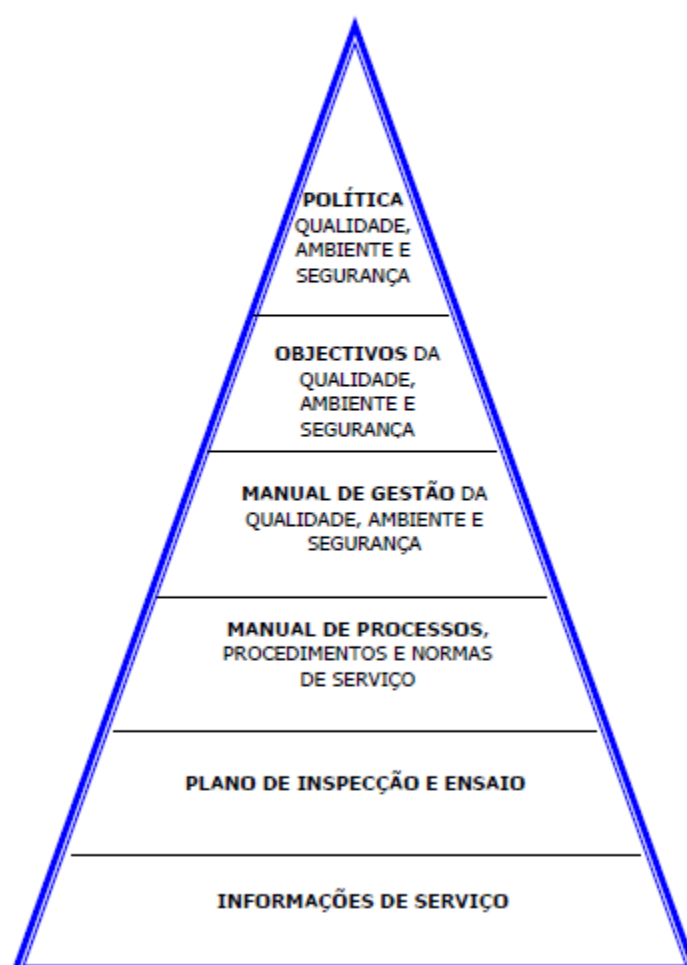 POLÍTICA
QUALIDADE,
AMBIENTE E
SEGURANÇA
OBJECTIVOS DA
QUALIDADE,
AMBIENTE E
SEGURANÇA
MANUAL DE GESTÃO DA
QUALIDADE, AMBIENTE E
SEGURANÇA
MANUAL DE PROCESSOS,
PROCEDIMENTOS E NORMAS
DE SERVIÇO
PLANO DE INSPECÇÃO E ENSAIO
INFORMAÇÕES DE SERVIÇO